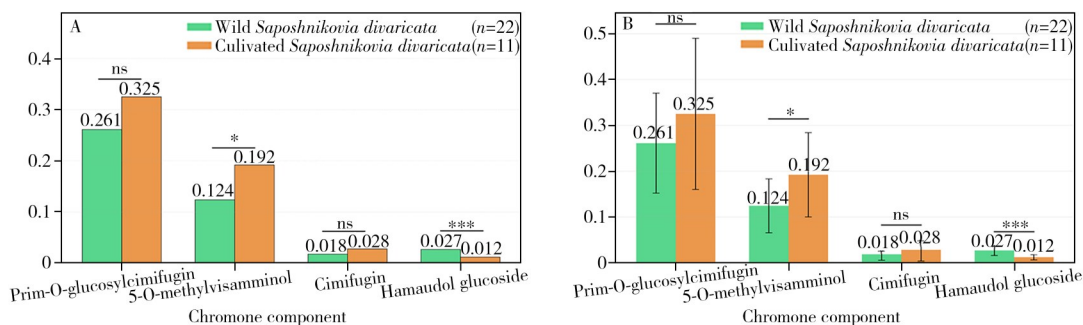 A
Wild Saposhnikovia divaricata (n=22)
Culivated Saposhnikovia divaricata(n=11)
0.4
0.3
0.2
0.1
0
ns
0.261
0.325
*
0.124
0.192
ns
0.018
0.028
***
0.027
0.012
Prim-O-glucosylcimifugin
5-O-methylvisamminol
Cimifugin
Hamaudol glucoside
Chromone component
B
Wild Saposhnikovia divaricata (n=22)
Culivated Saposhnikovia divaricata(n=11)
0.5
0.4
0.3
0.2
0.1
0
ns
0.261
0.325
*
0.124
0.192
ns
0.018
0.028
***
0.027
0.012
Prim-O-glucosylcimifugin
5-O-methylvisamminol
Cimifugin
Hamaudol glucoside
Chromone component